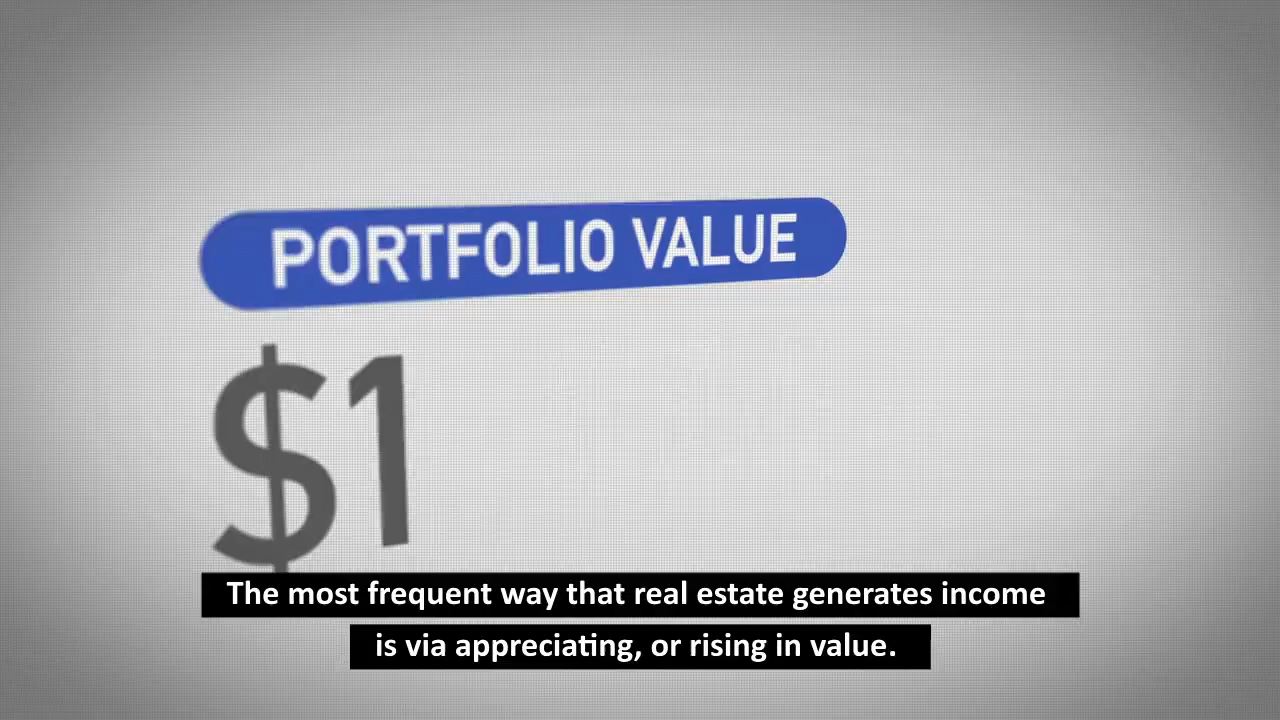 PORTFOLIO VALUE
$1
The most frequent way that real estate generates income
is via appreciating, or rising in value.